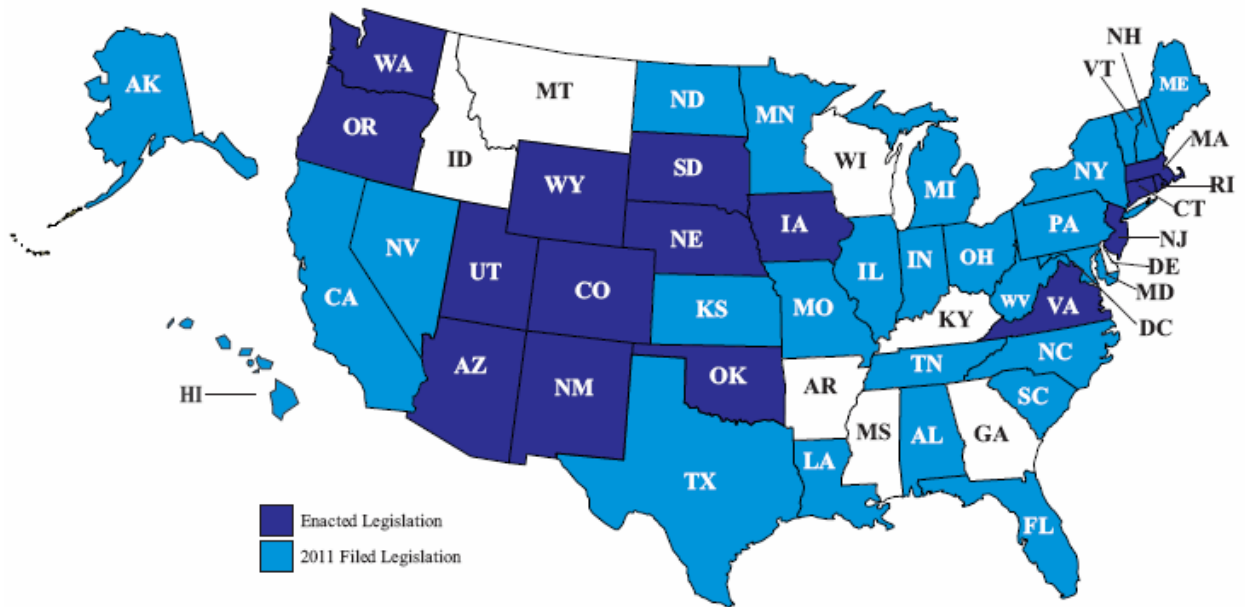 NH
VT
AK
WA
ME
MT
ND
MN
OR
MA
ID
WI
SD
NY
WY
MI
RI
CT
PA
IA
NE
NJ
NV
OH
IL
IN
DE
UT
CO
MD
CA
WV
VA
KS
MO
KY
DC
NC
TN
AZ
OK
NM
AR
HI
SC
MS
AL
GA
LA
TX
Enacted Legislation
FL
2011 Filed Legislation